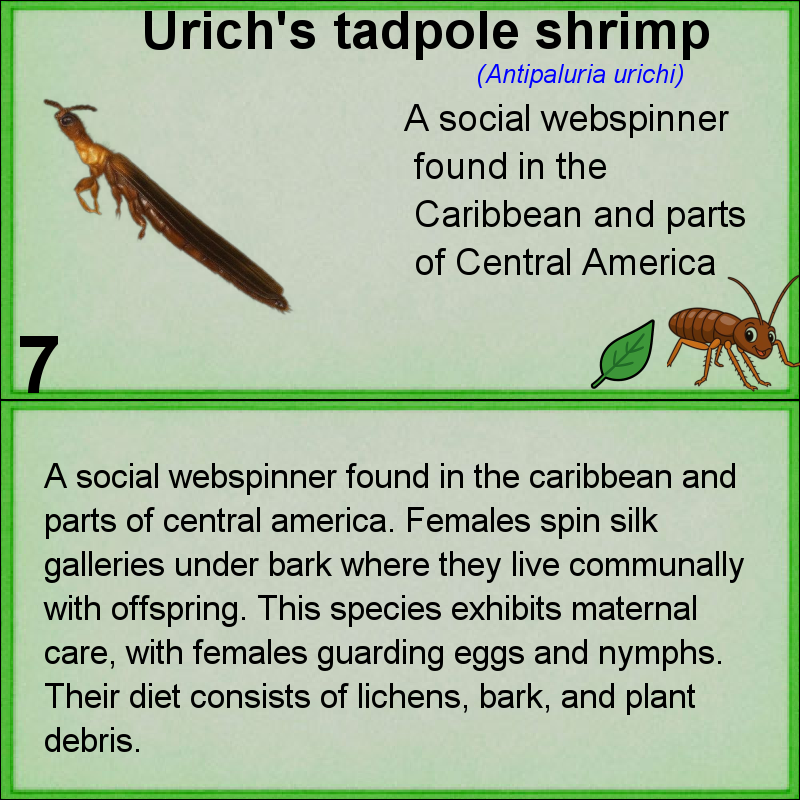 Urich's tadpole shrimp
(Antipaluria urichi)
A social webspinner
found in the
Caribbean and parts
of Central America
7
A social webspinner found in the caribbean and
parts of central america. Females spin silk
galleries under bark where they live communally
with offspring. This species exhibits maternal
care, with females guarding eggs and nymphs.
Their diet consists of lichens, bark, and plant
debris.